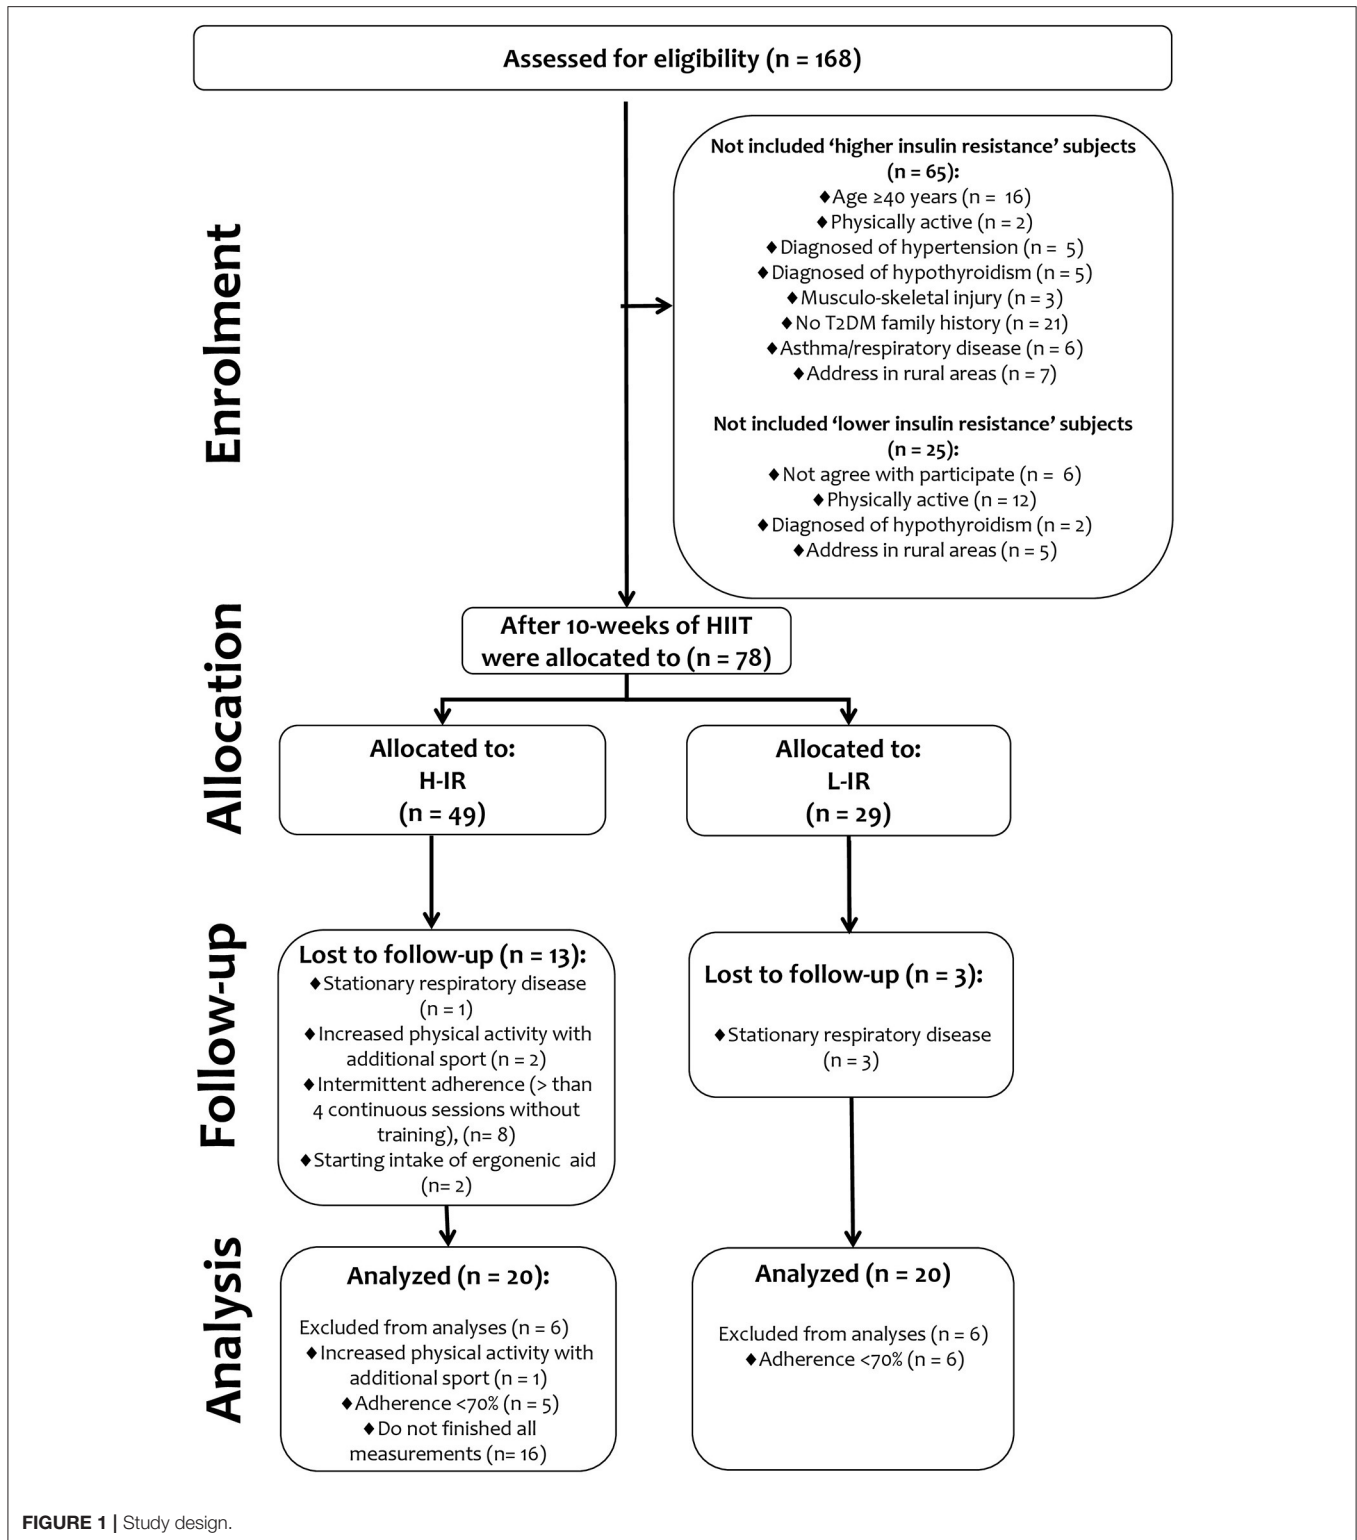 Assessed for eligibility (n = 168)
Enrolment
Not included ‘higher insulin resistance’ subjects
(n = 65):
♦Age ≥40 years (n =  16)
♦Physically active (n = 2)
♦Diagnosed of hypertension (n =  5)
♦Diagnosed of hypothyroidism (n = 5)
♦Musculo-skeletal injury (n = 3)
♦No T2DM family history (n = 21)
♦Asthma/respiratory disease (n = 6)
♦Address in rural areas (n = 7)
Not included ‘lower insulin resistance’ subjects
(n = 25):
♦Not agree with participate (n =  6)
♦Physically active (n = 12)
♦Diagnosed of hypothyroidism (n = 2)
♦Address in rural areas (n = 5)
Allocation
After 10-weeks of HIIT
were allocated to (n = 78)
Allocated to:
H-IR
(n = 49)
Allocated to:
L-IR
(n = 29)
Follow-up
Lost to follow-up (n = 13):
♦Stationary respiratory disease
(n = 1)
♦Increased physical activity with
additional sport (n = 2)
♦Intermittent adherence (> than
4 continuous sessions without
training), (n= 8)
♦Starting intake of ergonenic  aid
(n= 2)
Lost to follow-up (n = 3):
♦Stationary respiratory disease
(n = 3)
Analysis
Analyzed (n = 20):
Excluded from analyses (n = 6)
♦Increased physical activity with
additional sport (n = 1)
♦Adherence <70% (n = 5)
♦Do not finished all
measurements (n= 16)
Analyzed (n = 20)
Excluded from analyses (n = 6)
♦Adherence <70% (n = 6)
FIGURE 1 | Study design.